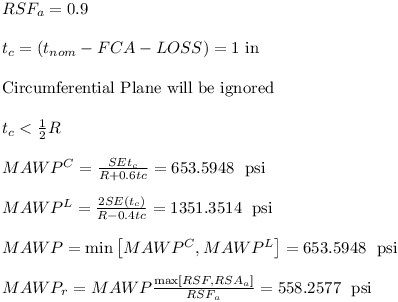 RSF_a = 0.9
t_c = (t_{nom} − FCA − LOSS) = 1 in
Circumferential Plane will be ignored
t_c < \frac{1}{2}R
MAWP^C = \frac{SEt_c}{R+0.6tc} = 653.5948 psi
MAWP^L = \frac{2SE(t_c)}{R−0.4tc} = 1351.3514 psi
MAWP = min [MAWP^C, MAWP^L] = 653.5948 psi
MAWP_r = MAWP \frac{max[RSF,RSA_a]}{RSF_a} = 558.2577 psi